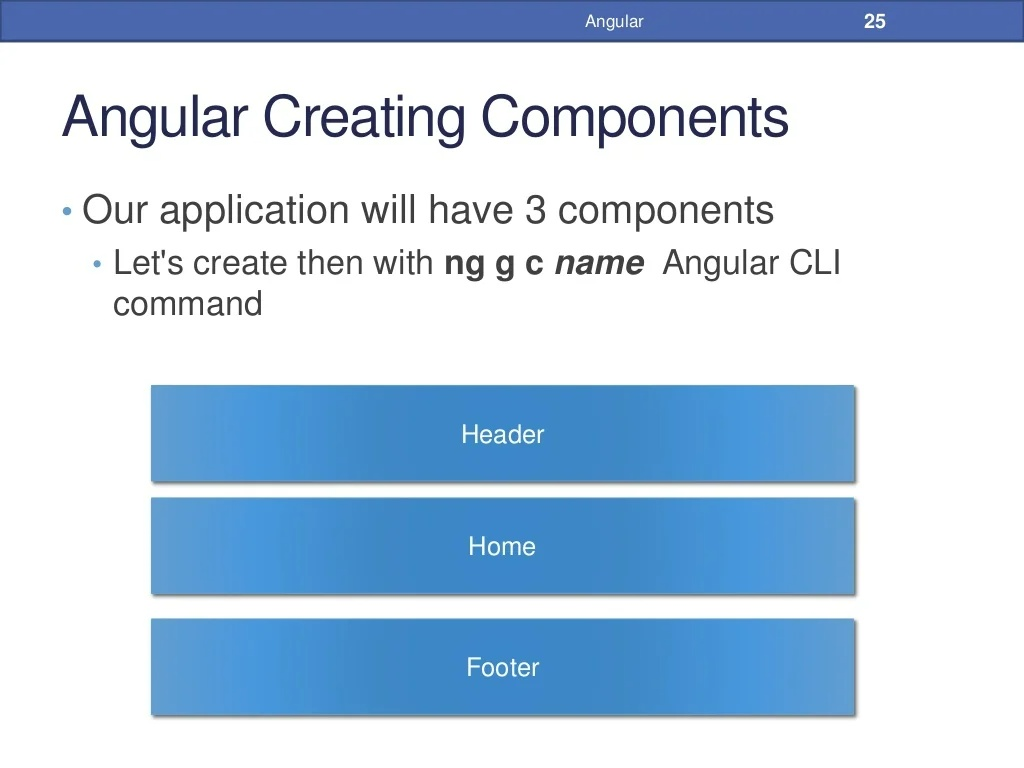 Angular 25
Angular Creating Components
• Our application will have 3 components
• Let's create then with ng g c name Angular CLI
command
Header
Home
Footer